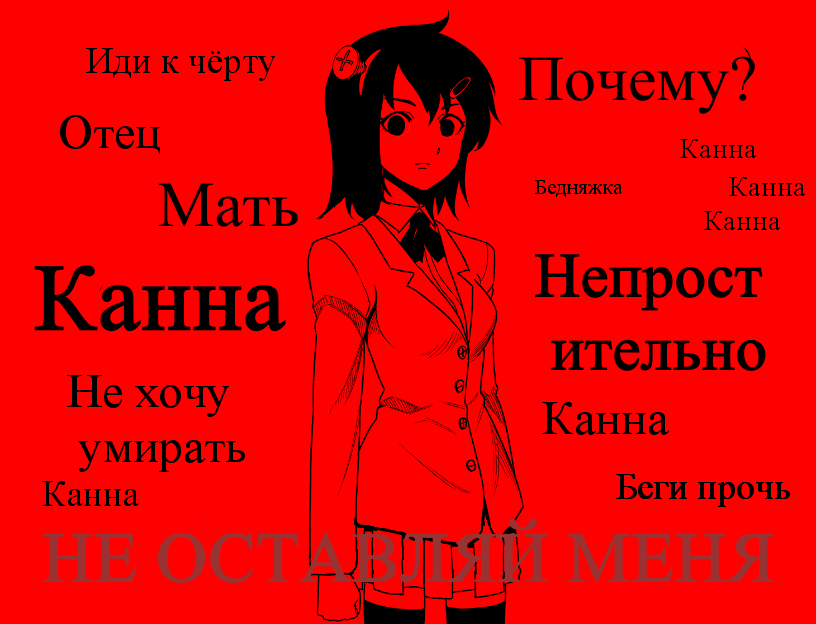 Иди к чёрту
Почему?
Отец
Канна
Бедняжка
Канна
Мать
Канна
Канна
Непрост
ительно
Не хочу
умирать
Канна
Канна
Беги прочь
НЕ ОСТАВЛЯЙ МЕНЯ